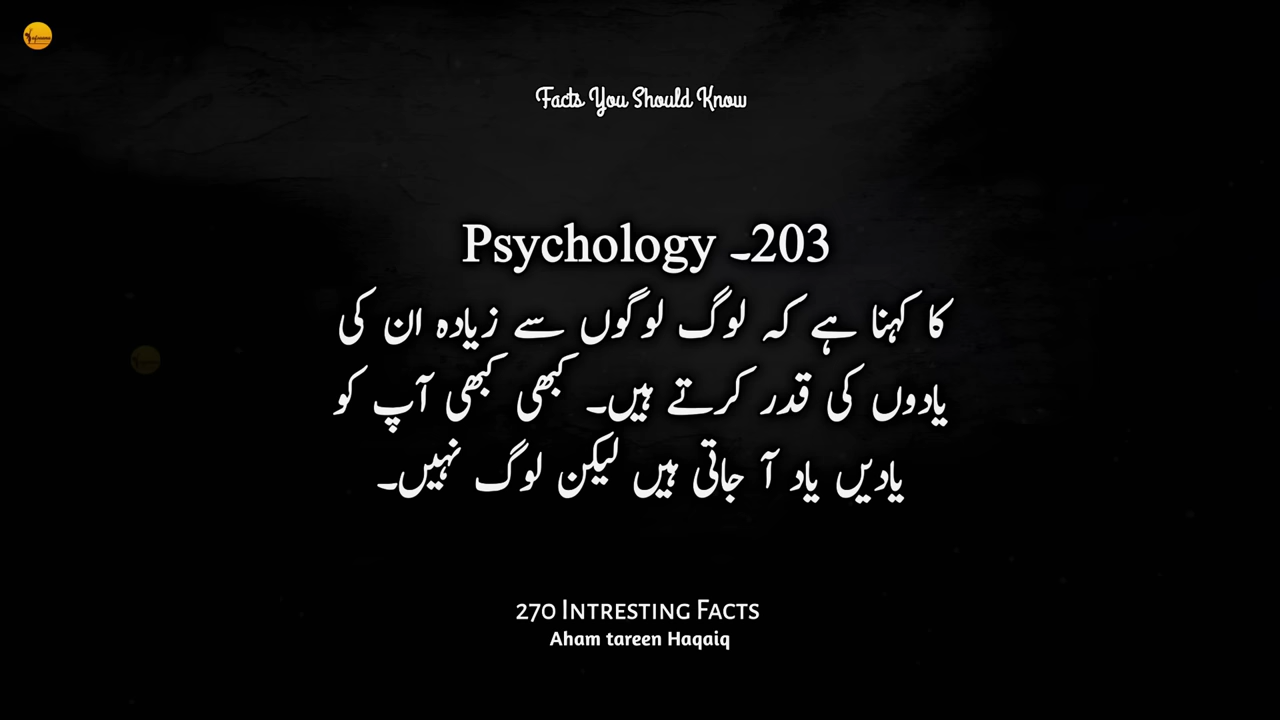 Facts You Should Know
203۔ Psychology
کا کہنا ہے کہ لوگ لوگوں سے زیادہ ان کی
یادوں کی قدر کرتے ہیں۔ کبھی کبھی آپ کو
یادیں یاد آ جاتی ہیں لیکن لوگ نہیں۔
270 INTRESTING FACTS
Aham tareen Haqaiq